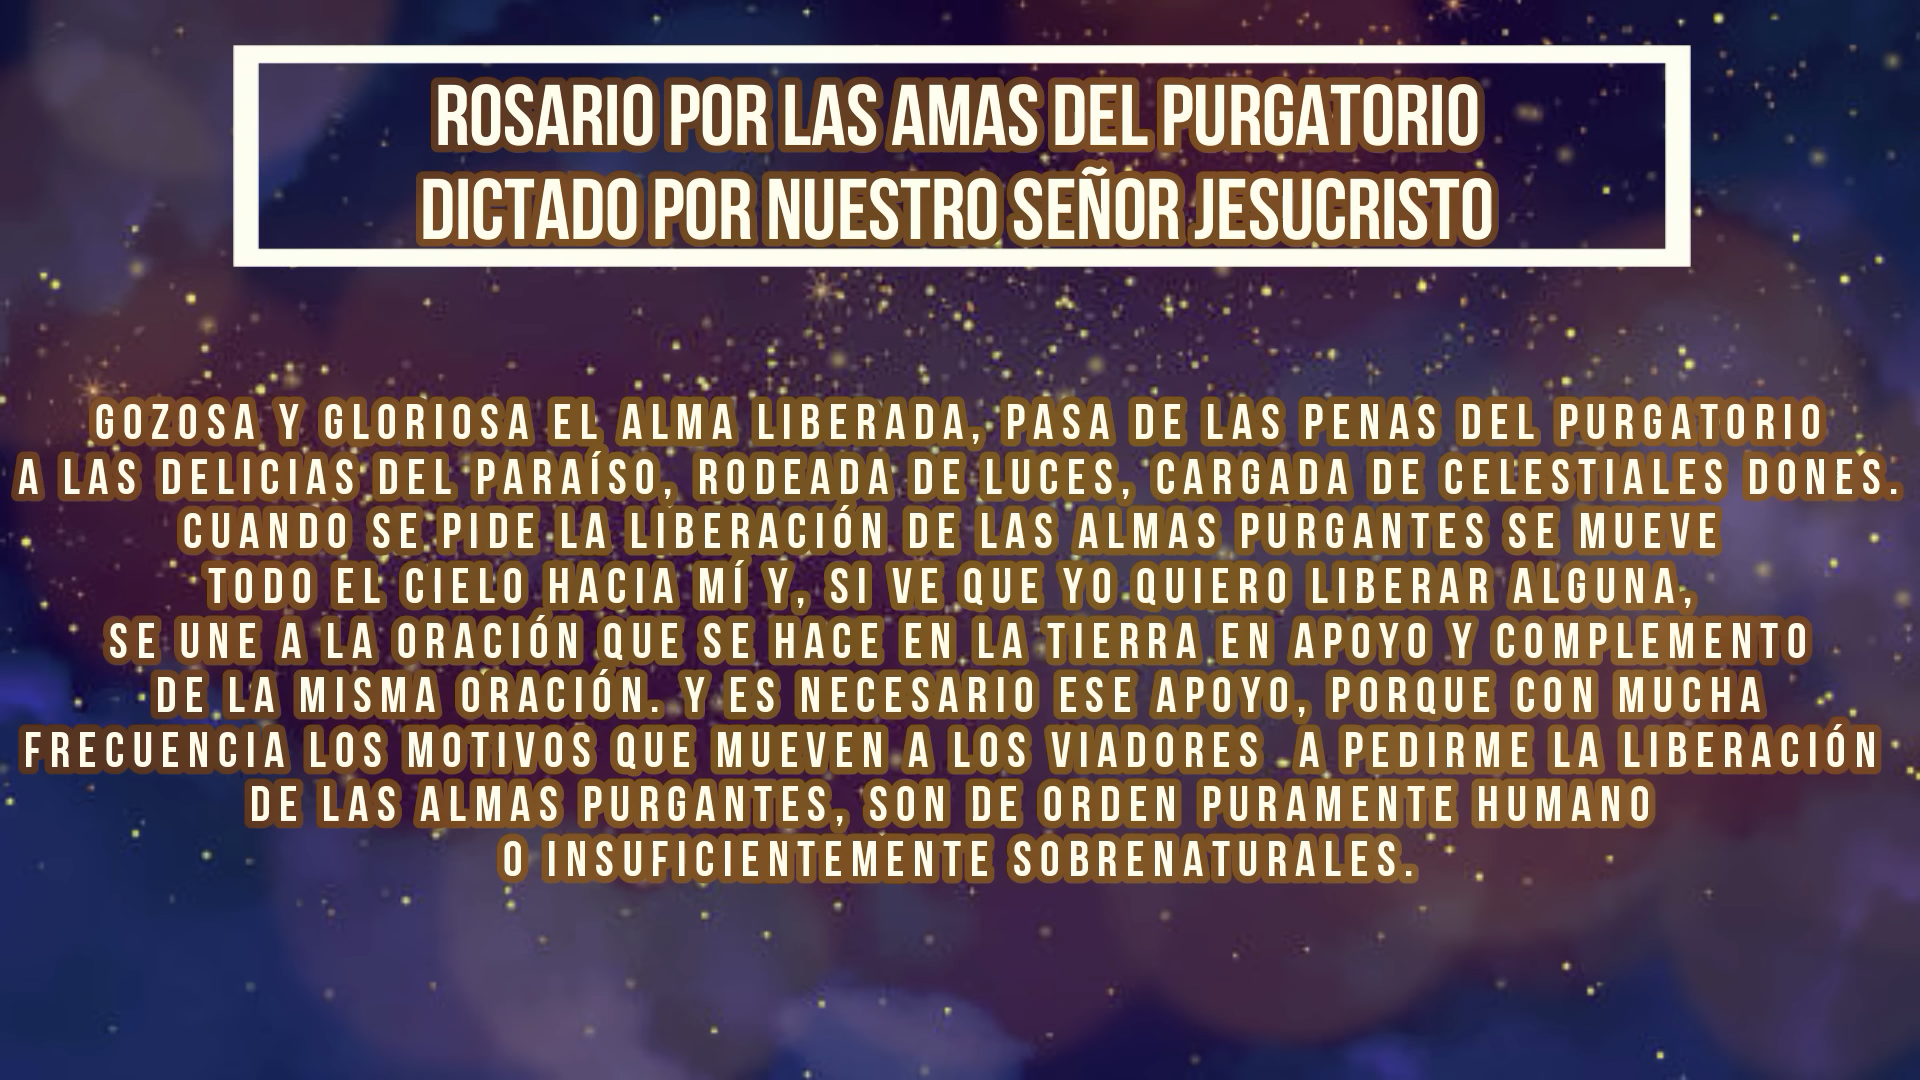 ROSARIO POR LAS AMAS DEL PURGATORIO
DICTADO POR NUESTRO SEÑOR JESUCRISTO
GOZOSA Y GLORIOSA EL ALMA LIBERADA, PASA DE LAS PENAS DEL PURGATORIO
A LAS DELICIAS DEL PARAÍSO, RODEADA DE LUCES, CARGADA DE CELESTIALES DONES.
CUANDO SE PIDE LA LIBERACIÓN DE LAS ALMAS PURGANTES SE MUEVE
TODO EL CIELO HACIA MÍ Y, SI VE QUE YO QUIERO LIBERAR ALGUNA,
SE UNE A LA ORACIÓN QUE SE HACE EN LA TIERRA EN APOYO Y COMPLEMENTO
DE LA MISMA ORACIÓN. Y ES NECESARIO ESE APOYO, PORQUE CON MUCHA
FRECUENCIA LOS MOTIVOS QUE MUEVEN A LOS VIADORES A PEDIRME LA LIBERACIÓN
DE LAS ALMAS PURGANTES, SON DE ORDEN PURAMENTE HUMANO
O INSUFICIENTEMENTE SOBRENATURALES.